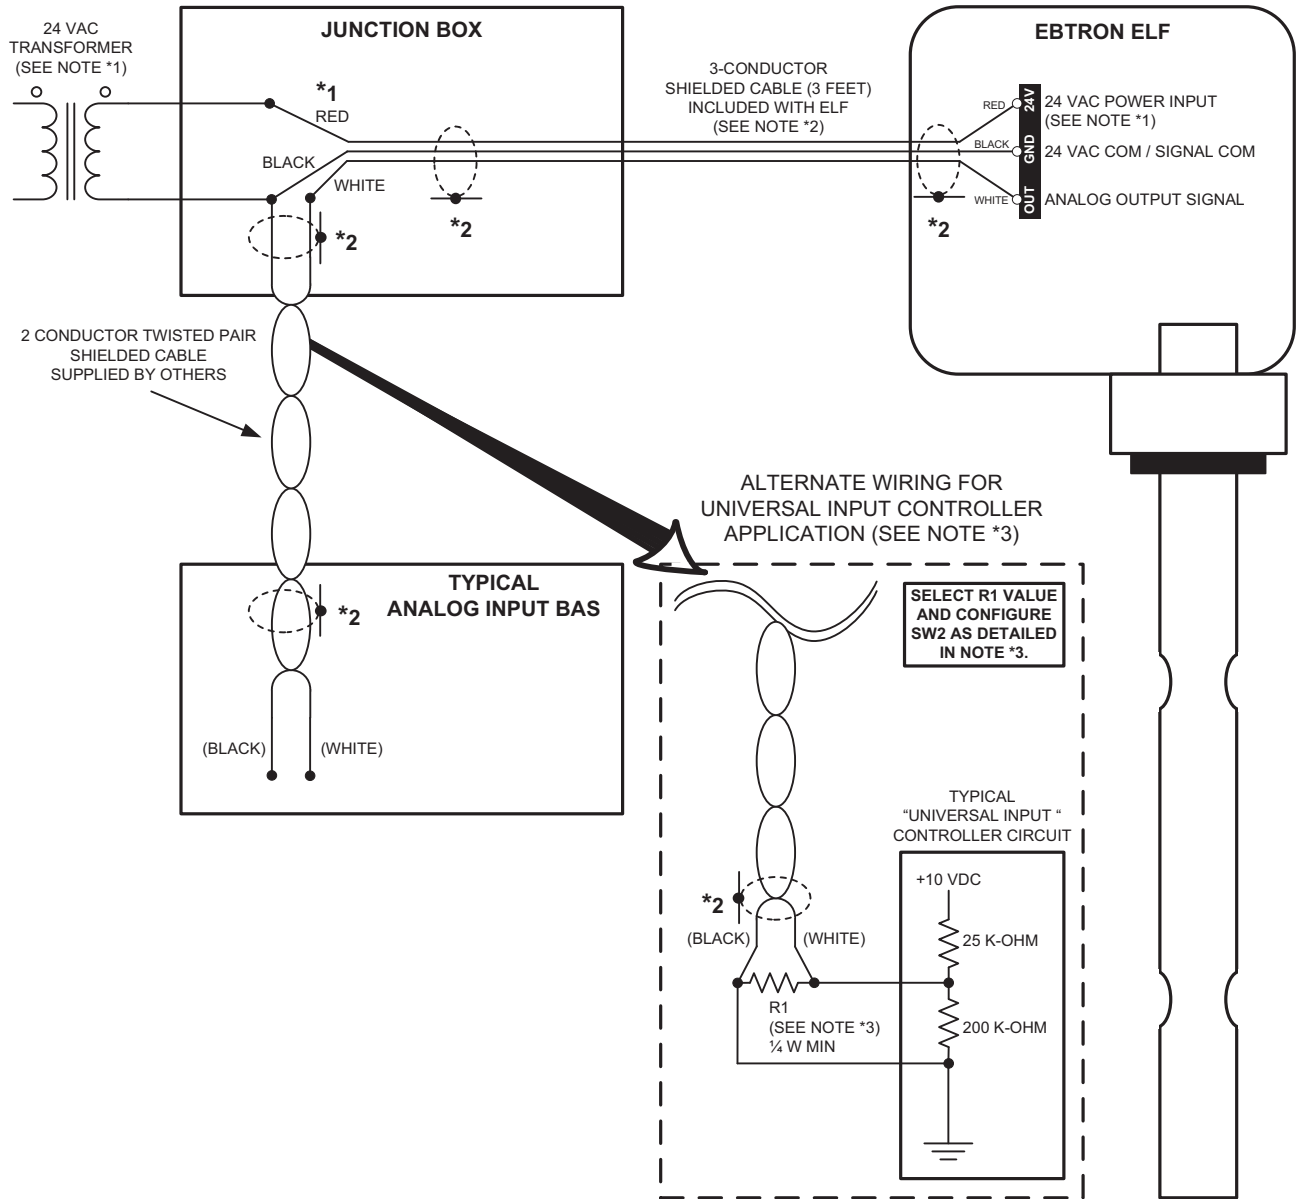 24 VAC
TRANSFORMER
(SEE NOTE *1)
JUNCTION BOX
*1
RED
BLACK
WHITE
*2
*2
3-CONDUCTOR
SHIELDED CABLE (3 FEET)
INCLUDED WITH ELF
(SEE NOTE *2)
EBTRON ELF
RED
24V
24 VAC POWER INPUT
(SEE NOTE *1)
BLACK
GND
24 VAC COM / SIGNAL COM
WHITE
OUT
ANALOG OUTPUT SIGNAL
*2
2 CONDUCTOR TWISTED PAIR
SHIELDED CABLE
SUPPLIED BY OTHERS
TYPICAL
ANALOG INPUT BAS
*2
(BLACK)
(WHITE)
ALTERNATE WIRING FOR
UNIVERSAL INPUT CONTROLLER
APPLICATION (SEE NOTE *3)
SELECT R1 VALUE
AND CONFIGURE
SW2 AS DETAILED
IN NOTE *3.
TYPICAL
“UNIVERSAL INPUT “
CONTROLLER CIRCUIT
+10 VDC
25 K-OHM
200 K-OHM
*2
(BLACK)
(WHITE)
R1
(SEE NOTE *3)
¼ W MIN